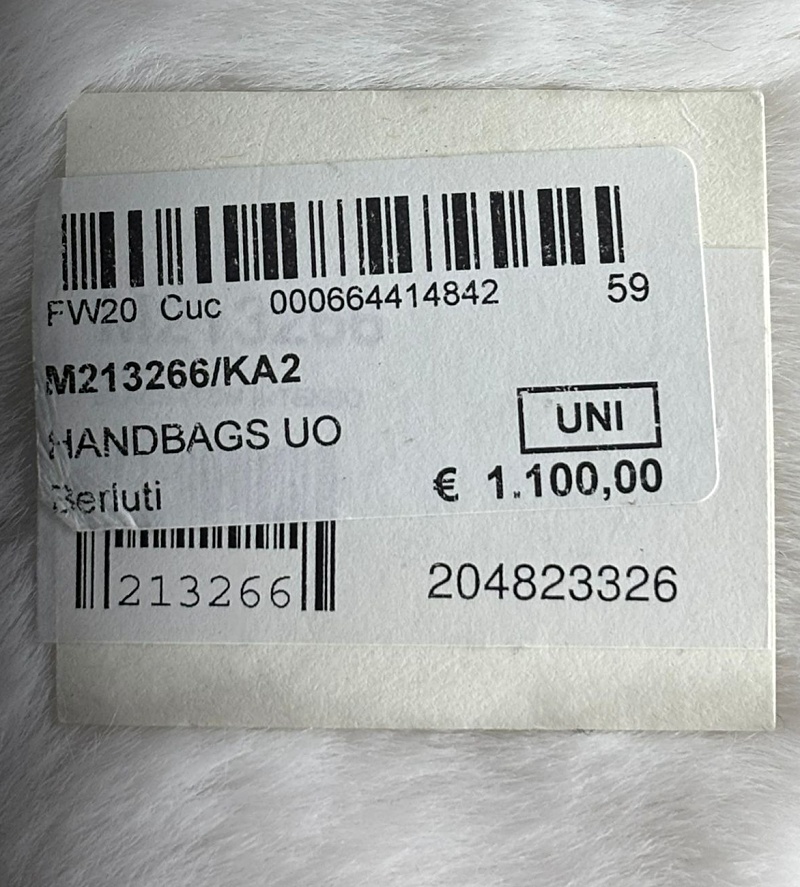 FW20 Cuc 000664414842 59
M213266/KA2
HANDBAGS UO
UNI
Berluti € 1.100,00
213266 204823326